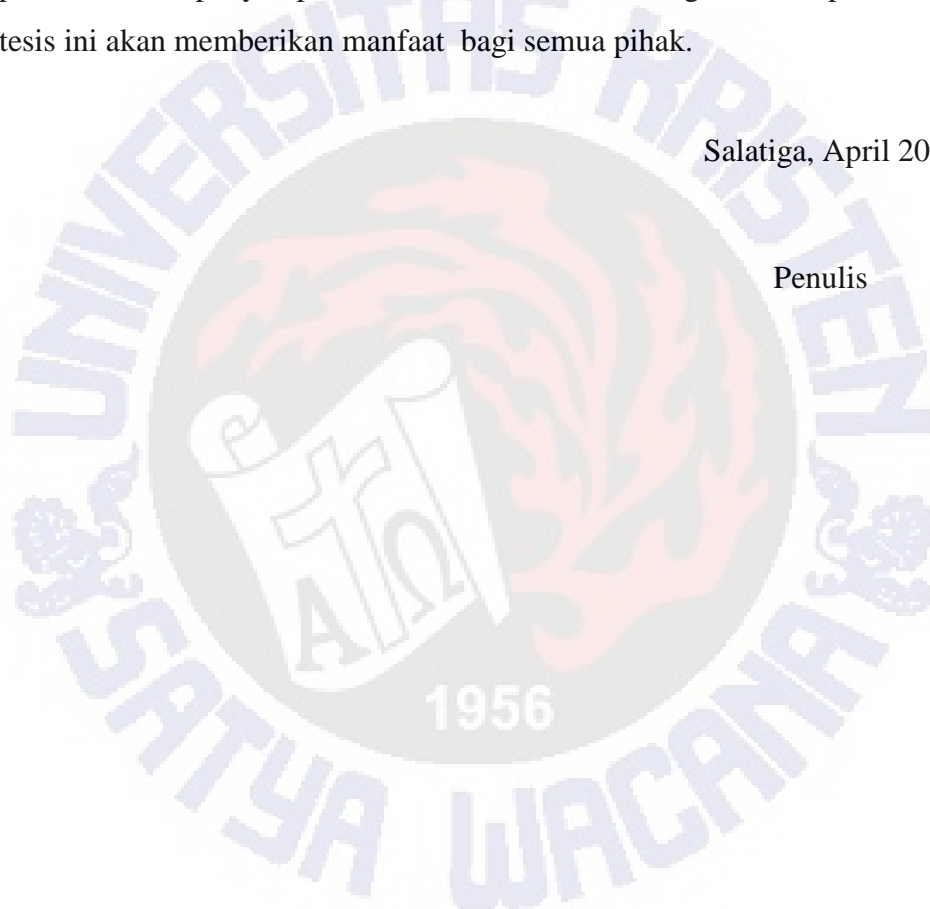 tesis ini akan memberikan manfaat bagi semua pihak.
Salatiga, April 20
Penulis
UNIVERSITAS KRISTEN
SATYA WACANA
Α Ω
1956